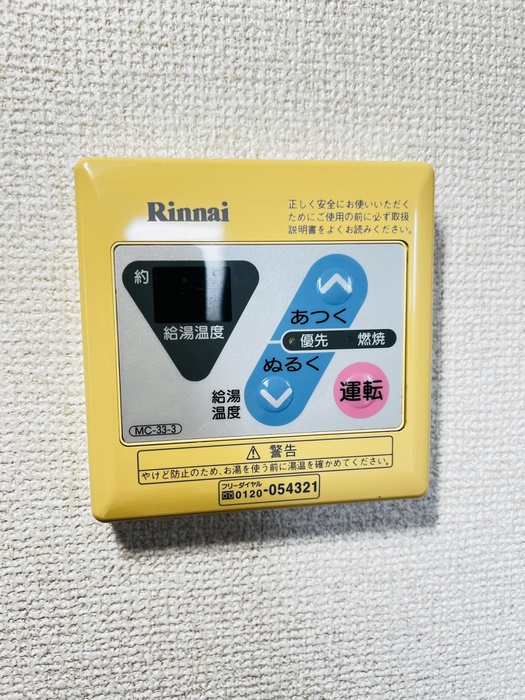 Rinnai
正しく安全にお使いいただく
ためにご使用の前に必ず取扱
説明書をよくお読みください。
約
給湯温度
あつく
優先 燃焼
ぬるく
給湯
温度
運転
MC-33-3
⚠ 警告
やけど防止のため、お湯を使う前に湯温を確かめてください。
フリーダイヤル
0120-054321